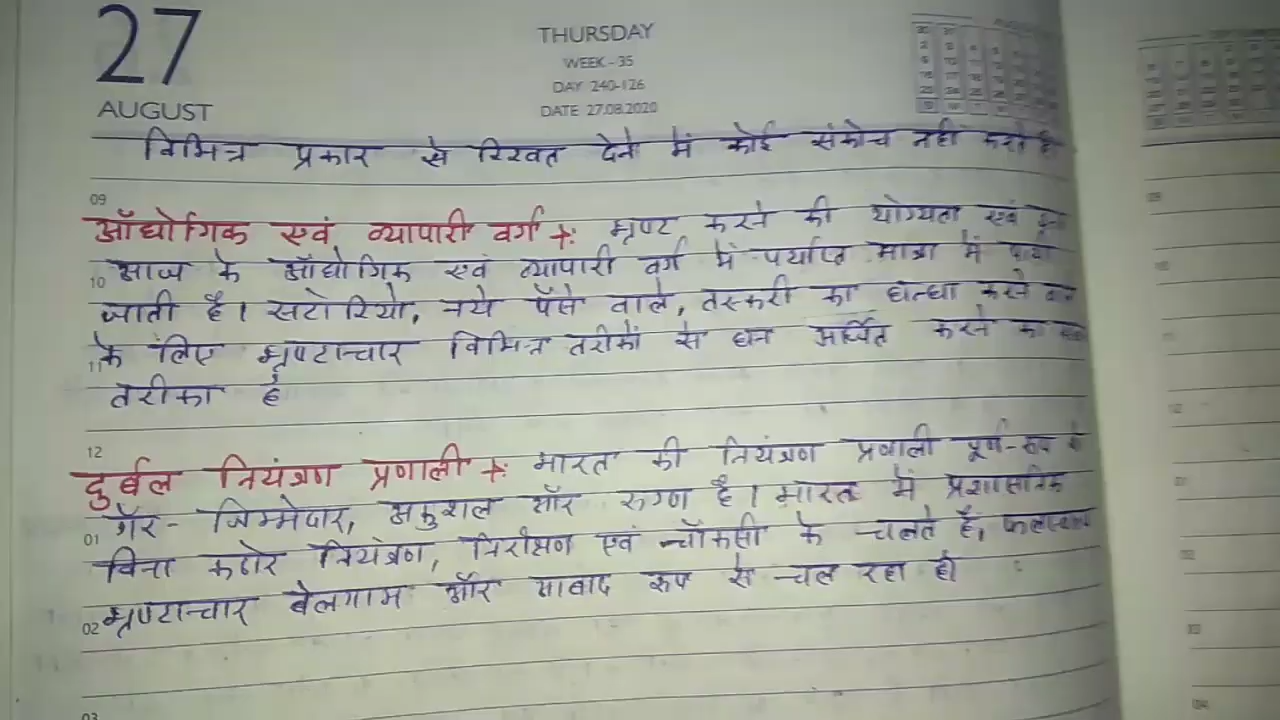 27
AUGUST
THURSDAY
WEEK - 35
DAY 240-126
DATE 27.08.2020
विभिन्न प्रकार से रिश्वत देने में कोई संकोच नहीं करते है
09
औद्योगिक एवं व्यापारी वर्ग :- भ्रष्ट करने की योग्यता एवं
10 आज के औद्योगिक एवं व्यापारी वर्ग में पर्याप्त मात्रा में पायी
जाती है। सटोरियो, नये पैसे वाले, तस्करी का धन्धा करने
11 के लिए भ्रष्टाचार विभिन्न तरीकों से धन अर्जित करने का
तरीका है
12
दुर्बल नियंत्रण प्रणाली :- भारत की नियंत्रण प्रणाली पूर्ण-रूप से
01 गैर- जिम्मेदार, अकुशल और रुग्ण है। भारत में प्रशासनिक
बिना कठोर नियंत्रण, निरीक्षण एवं चौकसी के चलते है, फलस्वरूप
02 भ्रष्टाचार बेलगाम और आबाद रूप से चल रहा है
03